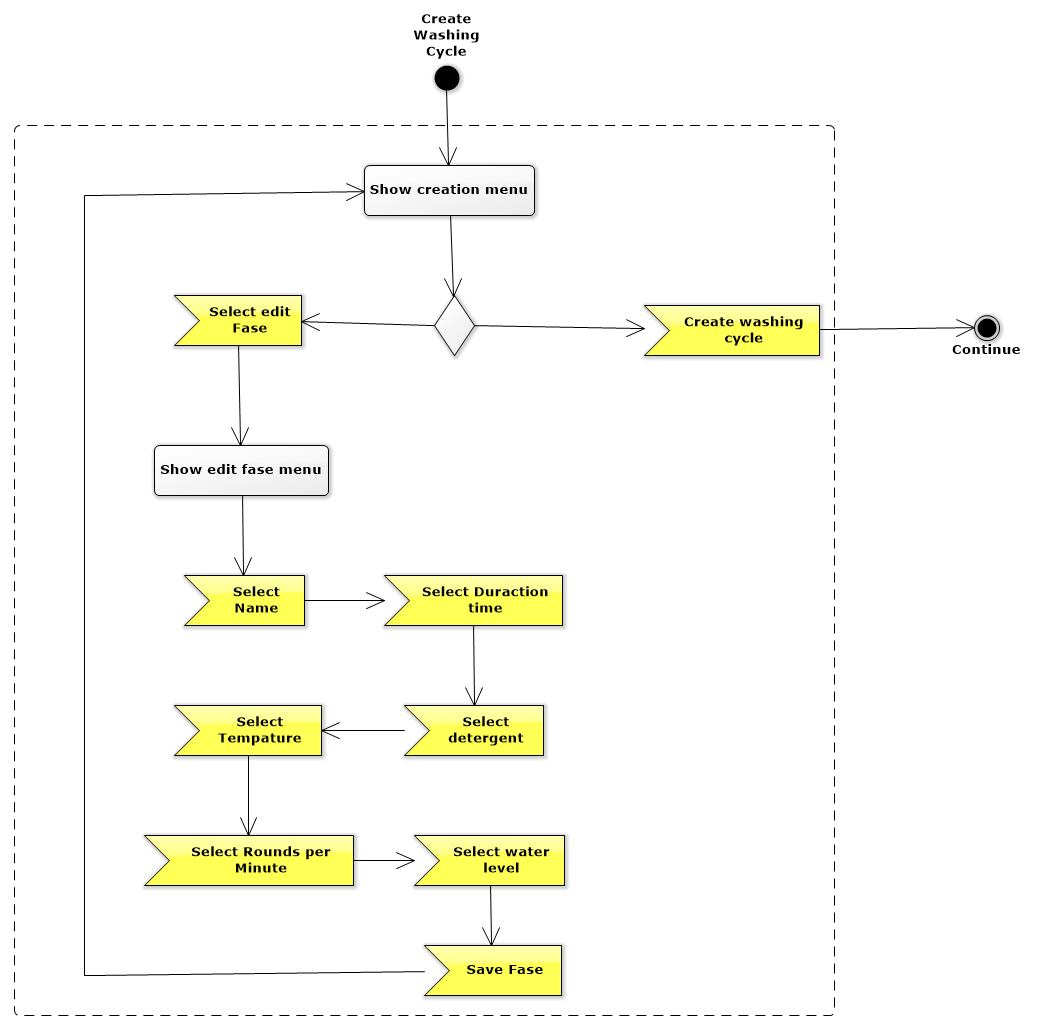 Create
Washing
Cycle
Show creation menu
Select edit
Fase
Create washing
cycle
Continue
Show edit fase menu
Select
Name
Select Duraction
time
Select
Tempature
Select
detergent
Select Rounds per
Minute
Select water
level
Save Fase